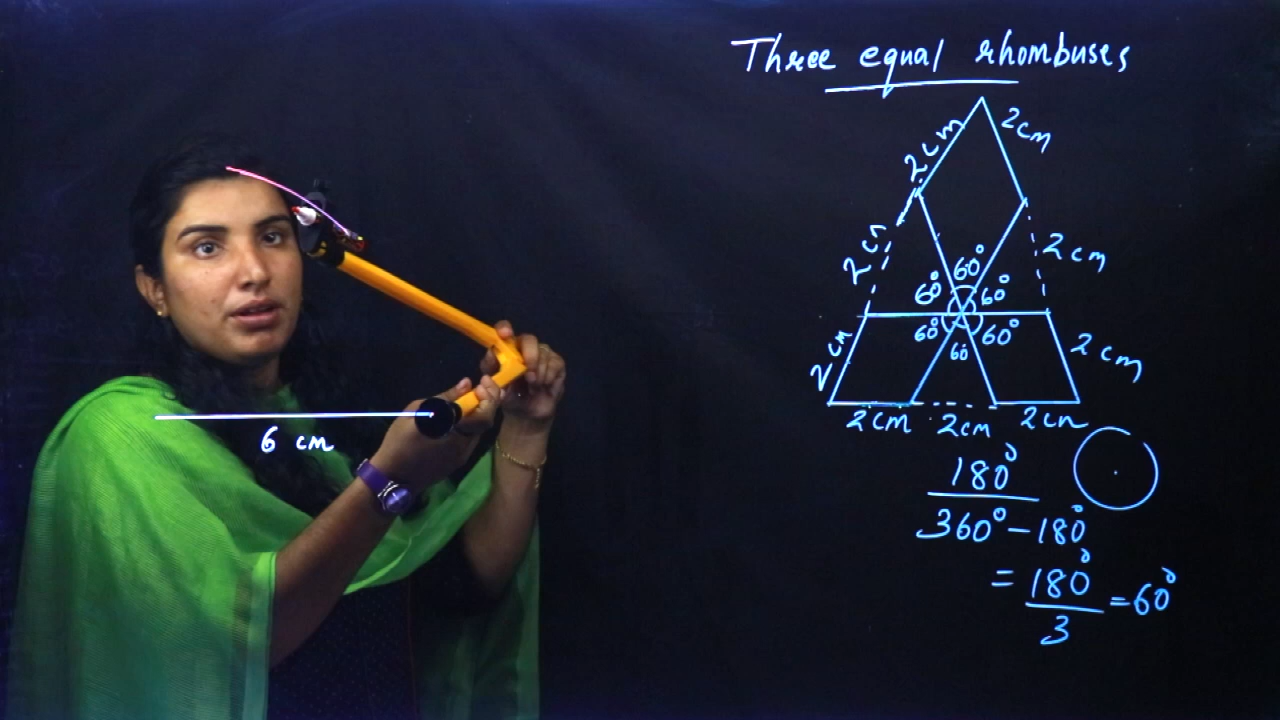 Three equal rhombuses
2cm 2cm
2cm 2cm
60°
60° 60°
60° 60°
60
2cm 2cm
2cm 2cm 2cm
6 cm
180°
360° - 180°
= 180° = 60°
3